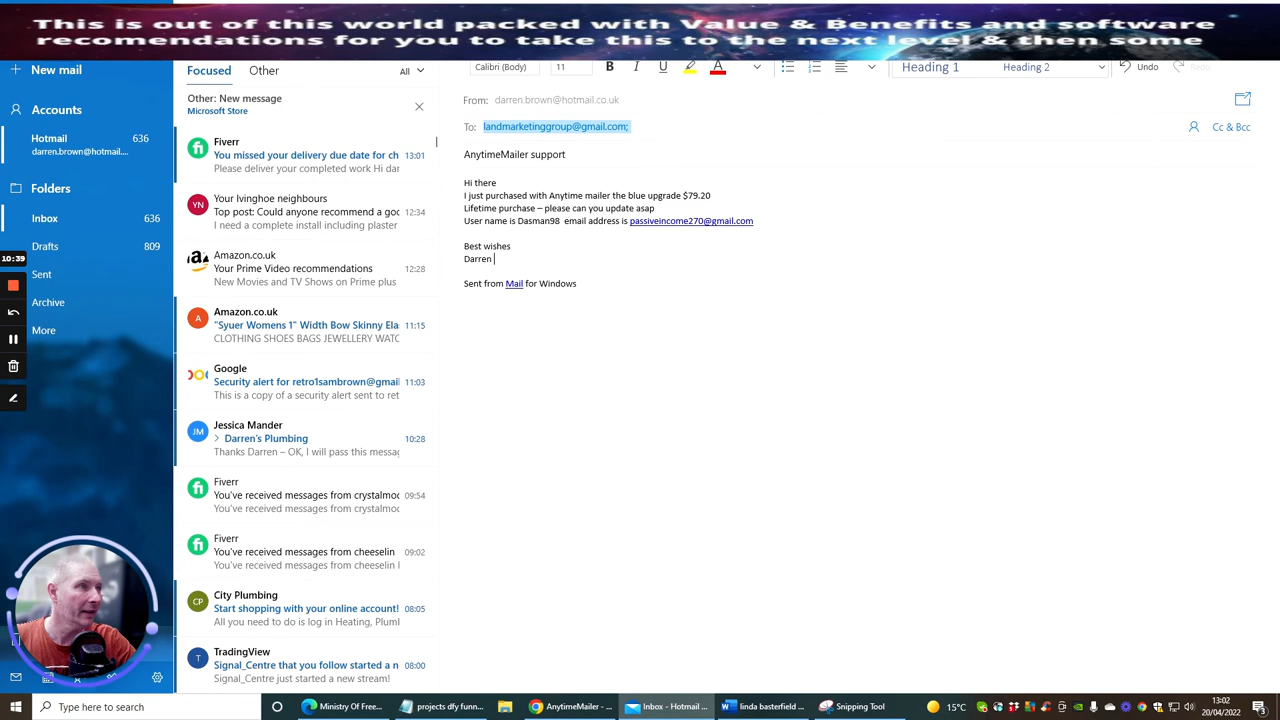 This is out of this world packed with Value & Benefits and software
recomendations for you to take this to the next level & then some
New mail
Accounts
Hotmail 636
darren.brown@hotmail....
Folders
Inbox 636
Drafts 809
Sent
Archive
More
10:39
Focused Other All
Other: New message
Microsoft Store
Fiverr
You missed your delivery due date for ch 13:01
Please deliver your completed work Hi dar
YN
Your Ivinghoe neighbours
Top post: Could anyone recommend a goo 12:34
I need a complete install including plaster
Amazon.co.uk
Your Prime Video recommendations 12:28
New Movies and TV Shows on Prime plus
A
Amazon.co.uk
"Syuer Womens 1" Width Bow Skinny Ela 11:15
CLOTHING SHOES BAGS JEWELLERY WATC
Google
Security alert for retro1sambrown@gmai 11:03
This is a copy of a security alert sent to ret
JM
Jessica Mander
Darren's Plumbing 10:28
Thanks Darren – OK, I will pass this messag
Fiverr
You've received messages from crystalmoo 09:54
You've received messages from crystalmoo
Fiverr
You've received messages from cheeselin 09:02
You've received messages from cheeselin
CP
City Plumbing
Start shopping with your online account! 08:05
All you need to do is log in Heating, Plum
T
TradingView
Signal_Centre that you follow started a n 08:00
Signal_Centre just started a new stream!
Calibri (Body) 11 B I U A Heading 1 Heading 2 Undo Redo
From: darren.brown@hotmail.co.uk
To: landmarketinggroup@gmail.com; Cc & Bcc
AnytimeMailer support
Hi there
I just purchased with Anytime mailer the blue upgrade $79.20
Lifetime purchase – please can you update asap
User name is Dasman98 email address is passiveincome270@gmail.com
Best wishes
Darren
Sent from Mail for Windows
Type here to search
Ministry Of Free...
projects dfy funn...
AnytimeMailer - ...
Inbox - Hotmail ...
linda basterfield ...
Snipping Tool
15°C
13:02
20/04/2022